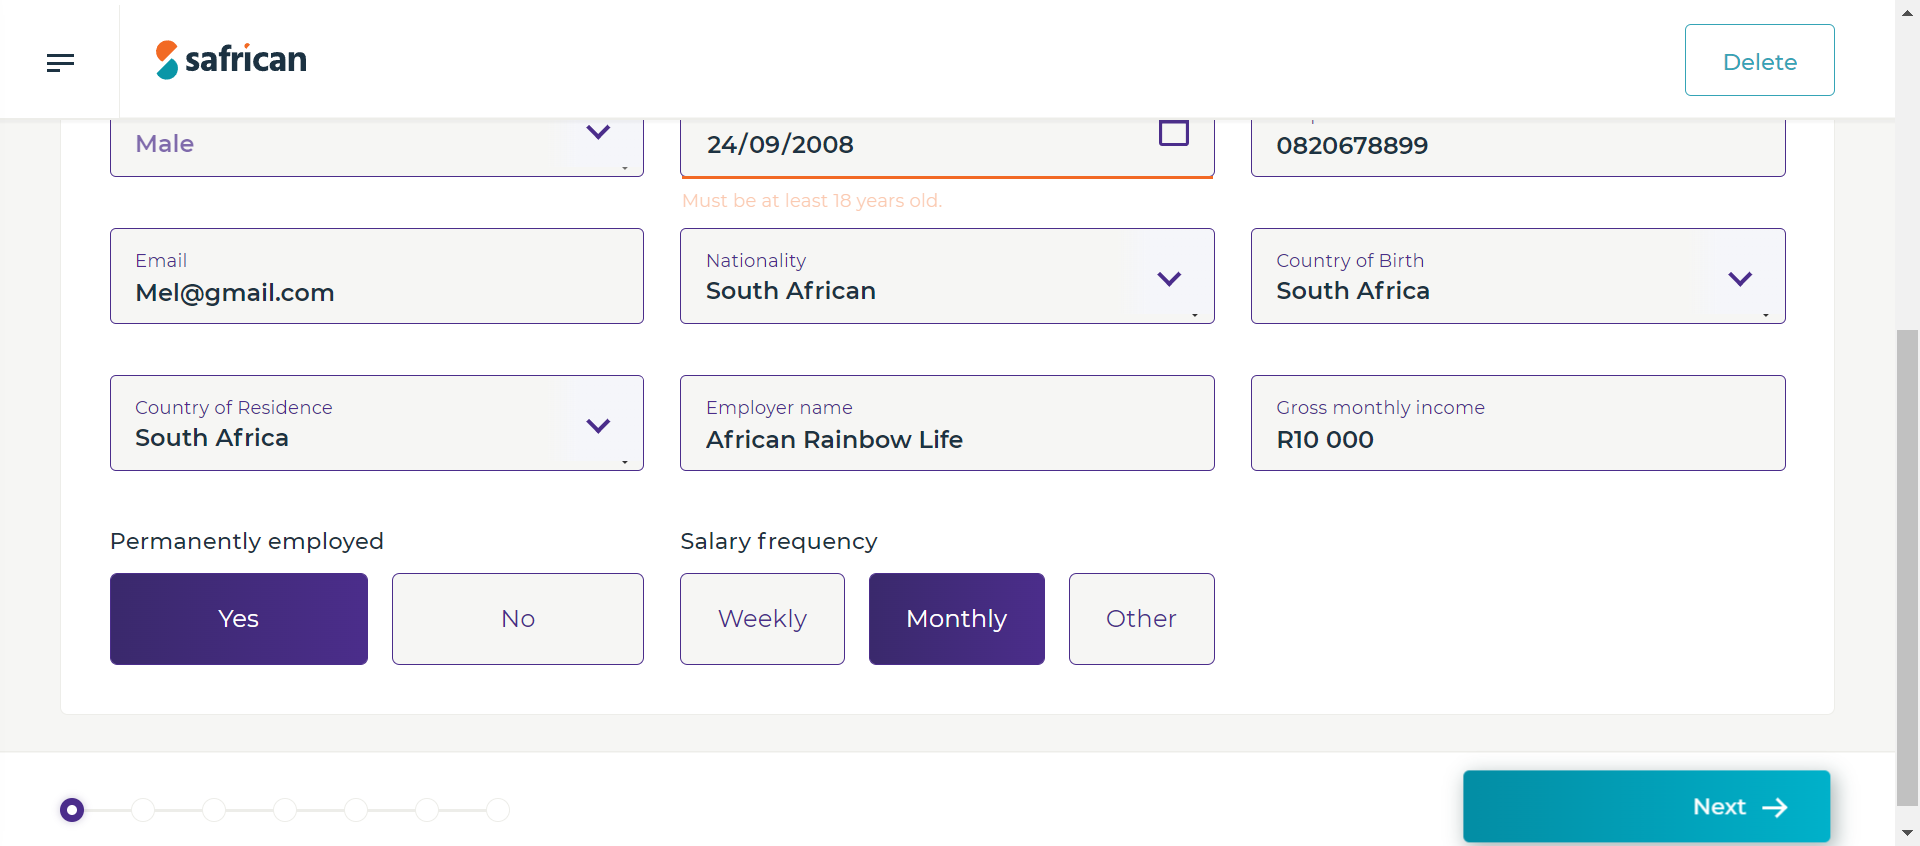 safrican
Delete
Male
24/09/2008
0820678899
Must be at least 18 years old.
Email
Mel@gmail.com
Nationality
South African
Country of Birth
South Africa
Country of Residence
South Africa
Employer name
African Rainbow Life
Gross monthly income
R10 000
Permanently employed
Salary frequency
Yes
No
Weekly
Monthly
Other
Next